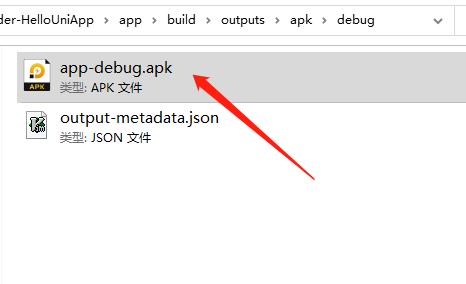 der-HelloUniApp > app > build > outputs > apk > debug
app-debug.apk
类型: APK 文件
APK
output-metadata.json
类型: JSON 文件